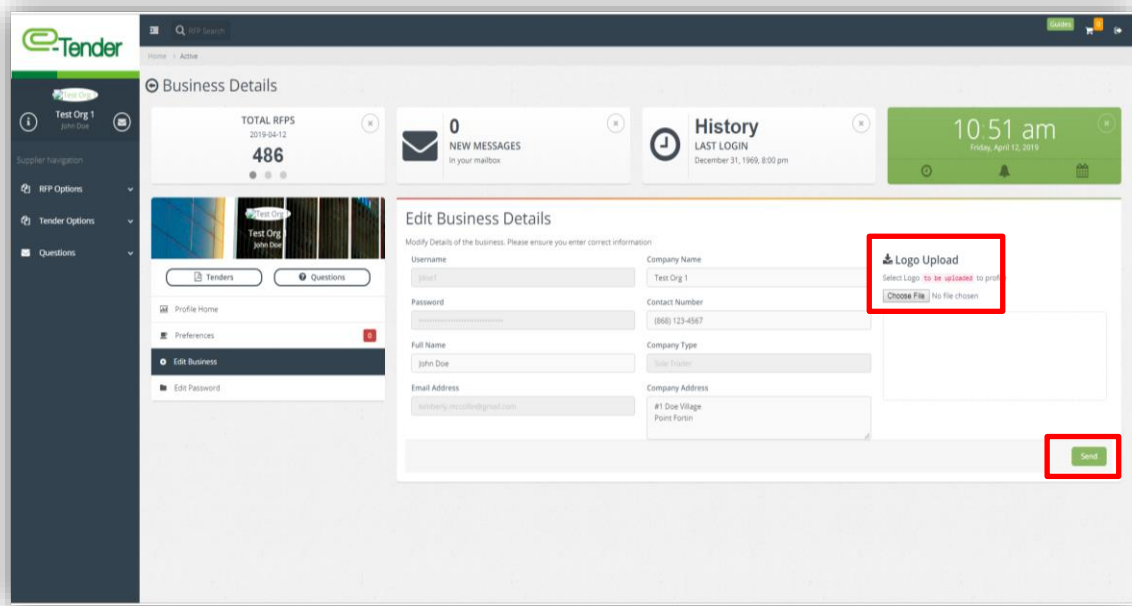 e-Tender
RFP Search
Guides
0
Home > Active
Test Org
Test Org 1
John Doe
Supplier Navigation
RFP Options
Tender Options
Questions
Business Details
TOTAL RFPS
2019-04-12
486
0
NEW MESSAGES
In your mailbox
History
LAST LOGIN
December 31, 1969, 8:00 pm
10:51 am
Friday, April 12, 2019
Test Org 1
Test Org
John Doe
Tenders
Questions
Profile Home
Preferences
0
Edit Business
Edit Password
Edit Business Details
Modify Details of the business. Please ensure you enter correct information
Username
Password
Full Name
John Doe
Email Address
Company Name
Test Org 1
Contact Number
(868) 123-4567
Company Type
Sole Trader
Company Address
#1 Doe Village
Point Fortin
Logo Upload
Select Logo to be uploaded to
Choose File No file chosen
Send